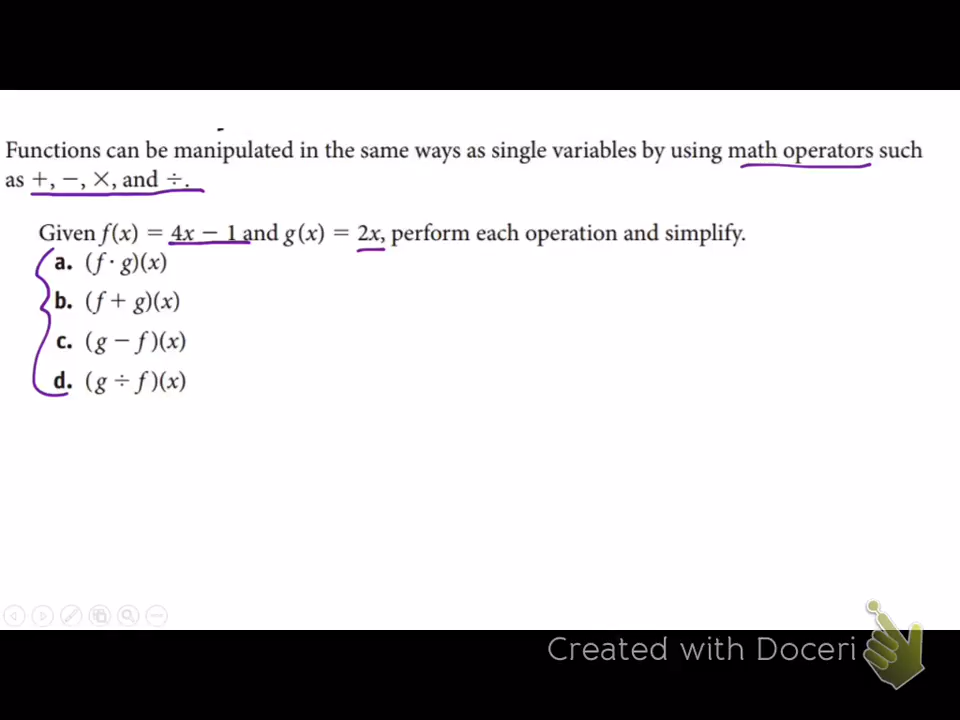 Functions can be manipulated in the same ways as single variables by using math operators such
as +, −, ×, and ÷.
Given f(x) = 4x − 1 and g(x) = 2x, perform each operation and simplify.
a. (f · g)(x)
b. (f + g)(x)
c. (g − f)(x)
d. (g ÷ f)(x)
Created with Doceri